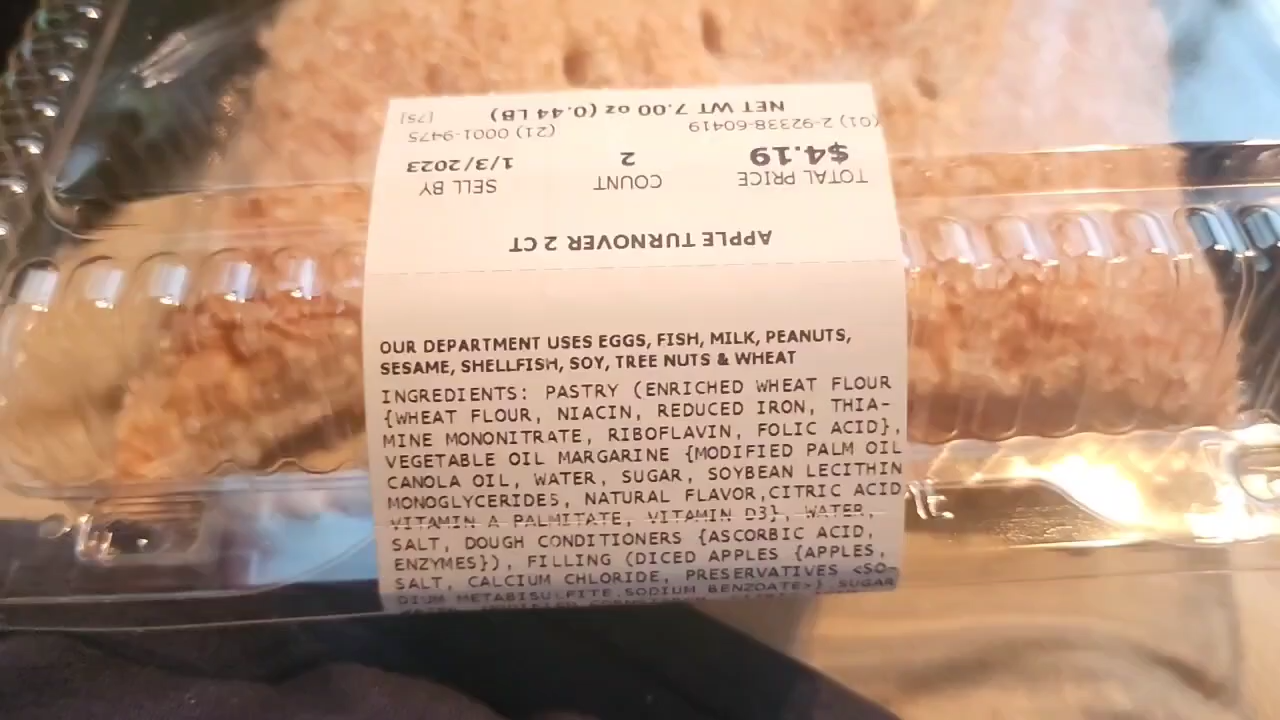 APPLE TURNOVER 2 CT
TOTAL PRICE COUNT SELL BY
$4.19 2 1/3/2023
(01) 2-92338-60419 (21) 0001-9475
NET WT 7.00 oz (0.44 LB) [75]
OUR DEPARTMENT USES EGGS, FISH, MILK, PEANUTS,
SESAME, SHELLFISH, SOY, TREE NUTS & WHEAT
INGREDIENTS: PASTRY (ENRICHED WHEAT FLOUR
{WHEAT FLOUR, NIACIN, REDUCED IRON, THIA-
MINE MONONITRATE, RIBOFLAVIN, FOLIC ACID},
VEGETABLE OIL MARGARINE {MODIFIED PALM OIL
CANOLA OIL, WATER, SUGAR, SOYBEAN LECITHIN
MONOGLYCERIDES, NATURAL FLAVOR,CITRIC ACID
VITAMIN A PALMITATE, VITAMIN D3}, WATER,
SALT, DOUGH CONDITIONERS {ASCORBIC ACID,
ENZYMES}), FILLING (DICED APPLES {APPLES,
SALT, CALCIUM CHLORIDE, PRESERVATIVES <SO-
DIUM METABISULFITE,SODIUM BENZOATE>} SUGAR